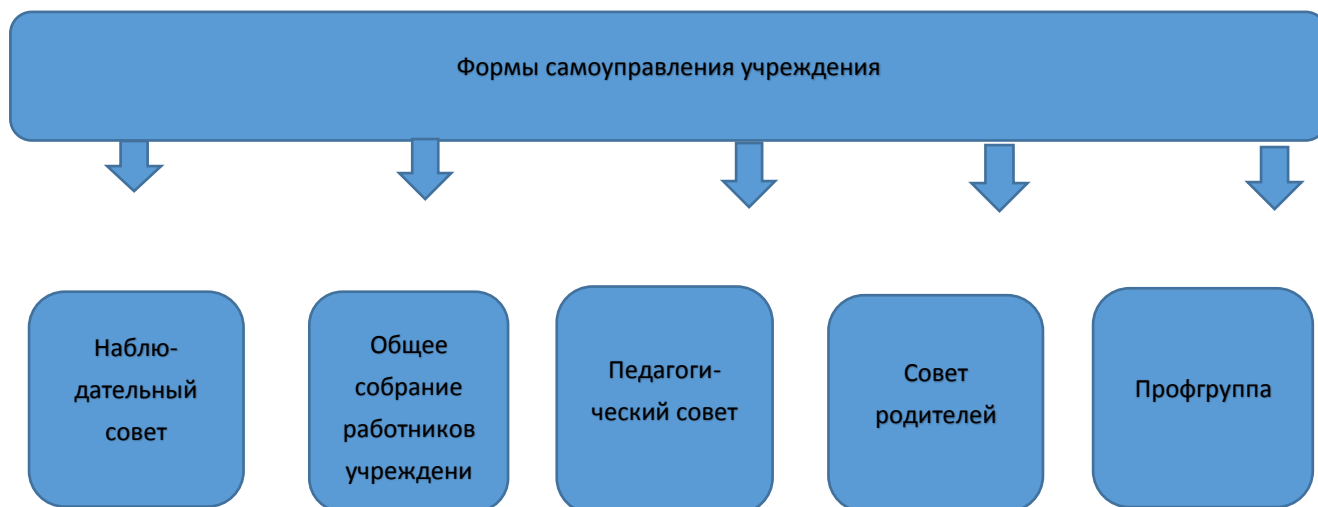 Формы самоуправления учреждения
Наблю-
дательный
совет
Общее
собрание
работников
учреждени
Педагоги-
ческий совет
Совет
родителей
Профгруппа